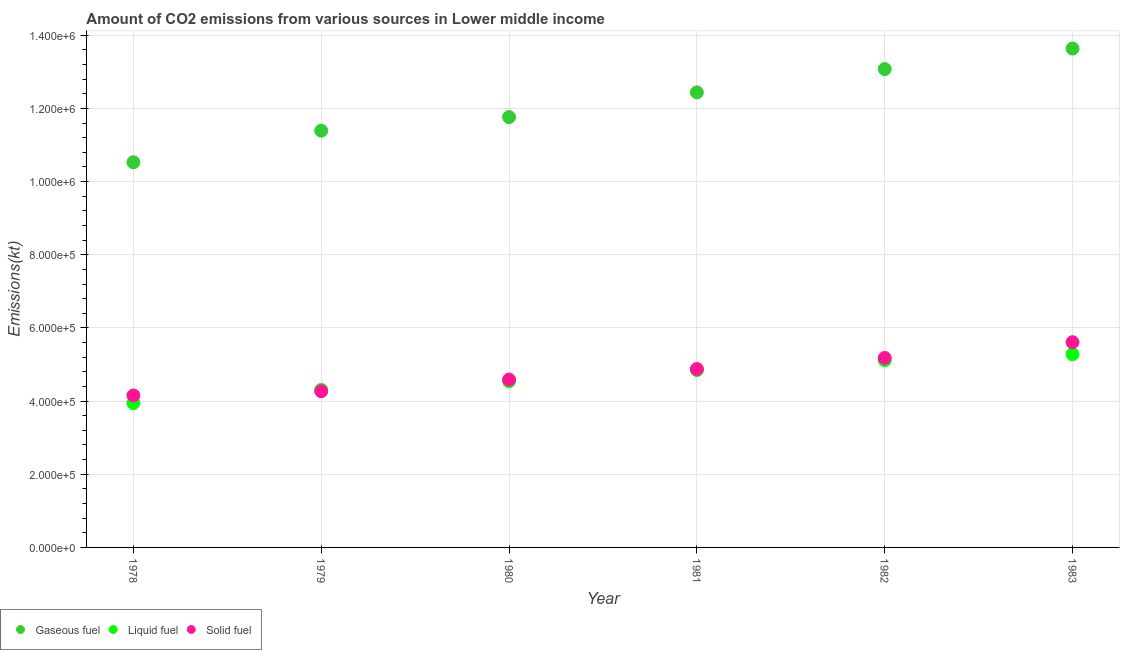 Amount of CO2 emissions from various sources in Lower middle income
1.400e+6
1.200e+6
1.000e+6
8.000e+5
6.000e+5
4.000e+5
2.000e+5
0.000e+0
Emissions(kt)
1978
1979
1980
1981
1982
1983
Year
Gaseous fuel
Liquid fuel
Solid fuel